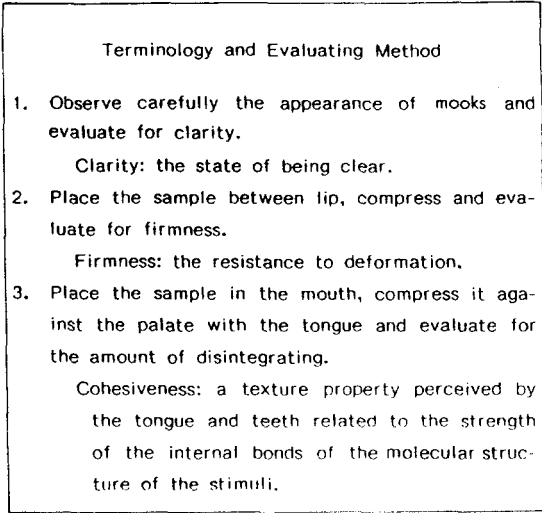 Terminology and Evaluating Method
1. Observe carefully the appearance of mooks and
evaluate for clarity.
Clarity: the state of being clear.
2. Place the sample between lip, compress and eva-
luate for firmness.
Firmness: the resistance to deformation.
3. Place the sample in the mouth, compress it aga-
inst the palate with the tongue and evaluate for
the amount of disintegrating.
Cohesiveness: a texture property perceived by
the tongue and teeth related to the strength
of the internal bonds of the molecular struc-
ture of the stimuli.